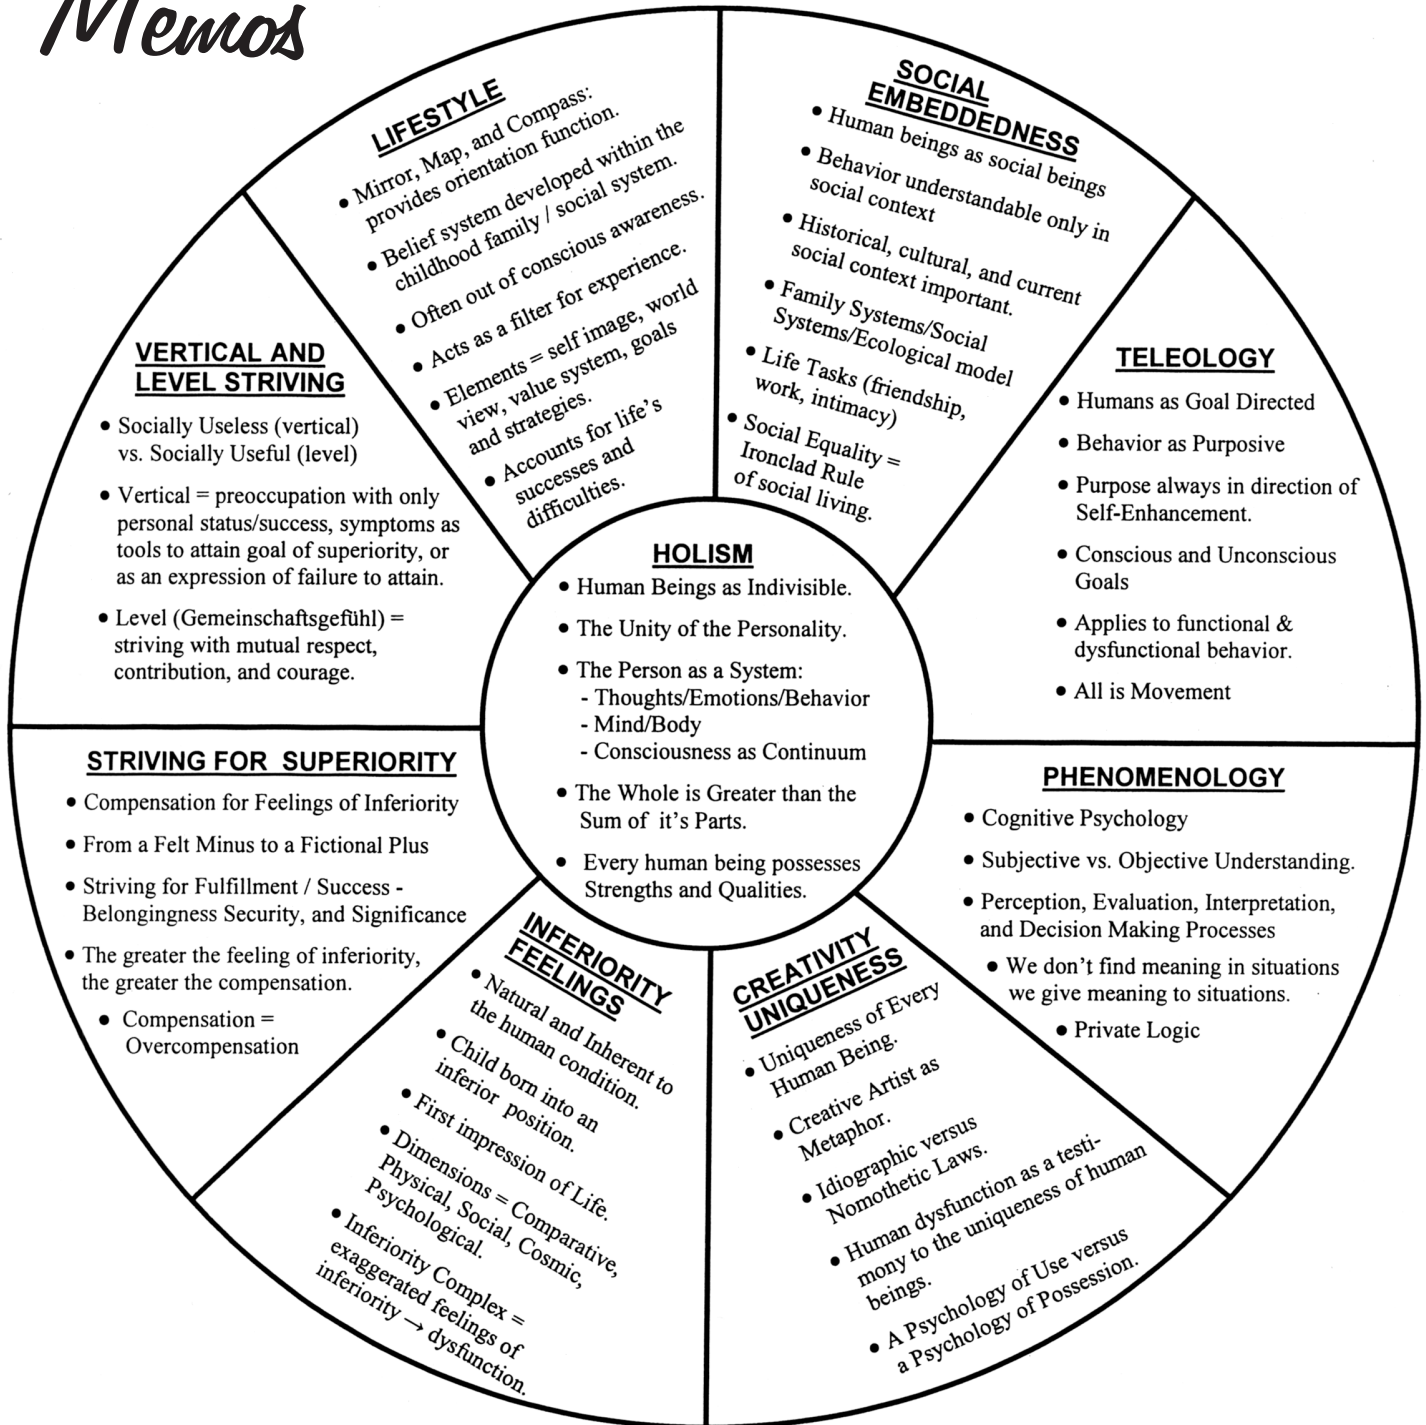 Memos
LIFESTYLE
• Mirror, Map, and Compass:
provides orientation function.
• Belief system developed within the
childhood family / social system.
• Often out of conscious awareness.
• Acts as a filter for experience.
• Elements = self image, world
view, value system, goals
and strategies.
• Accounts for life's
successes and
difficulties.
SOCIAL
EMBEDDEDNESS
• Human beings as social beings
• Behavior understandable only in
social context
• Historical, cultural, and current
social context important.
• Family Systems/Social
Systems/Ecological model
• Life Tasks (friendship,
work, intimacy)
• Social Equality =
Ironclad Rule
of social living.
TELEOLOGY
• Humans as Goal Directed
• Behavior as Purposive
• Purpose always in direction of
Self-Enhancement.
• Conscious and Unconscious
Goals
• Applies to functional &
dysfunctional behavior.
• All is Movement
PHENOMENOLOGY
• Cognitive Psychology
• Subjective vs. Objective Understanding.
• Perception, Evaluation, Interpretation,
and Decision Making Processes
• We don't find meaning in situations
we give meaning to situations.
• Private Logic
CREATIVITY
UNIQUENESS
• Uniqueness of Every
Human Being.
• Creative Artist as
Metaphor.
• Idiographic versus
Nomothetic Laws.
• Human dysfunction as a testi-
mony to the uniqueness of human
beings.
• A Psychology of Use versus
a Psychology of Possession.
INFERIORITY
FEELINGS
• Natural and Inherent to
the human condition.
• Child born into an
inferior position.
• First impression of Life.
• Dimensions = Comparative,
Physical, Social, Cosmic,
Psychological.
• Inferiority Complex =
exaggerated feelings of
inferiority → dysfunction.
STRIVING FOR SUPERIORITY
• Compensation for Feelings of Inferiority
• From a Felt Minus to a Fictional Plus
• Striving for Fulfillment / Success -
Belongingness Security, and Significance
• The greater the feeling of inferiority,
the greater the compensation.
• Compensation =
Overcompensation
VERTICAL AND
LEVEL STRIVING
• Socially Useless (vertical)
vs. Socially Useful (level)
• Vertical = preoccupation with only
personal status/success, symptoms as
tools to attain goal of superiority, or
as an expression of failure to attain.
• Level (Gemeinschaftsgefühl) =
striving with mutual respect,
contribution, and courage.
HOLISM
• Human Beings as Indivisible.
• The Unity of the Personality.
• The Person as a System:
- Thoughts/Emotions/Behavior
- Mind/Body
- Consciousness as Continuum
• The Whole is Greater than the
Sum of it's Parts.
• Every human being possesses
Strengths and Qualities.